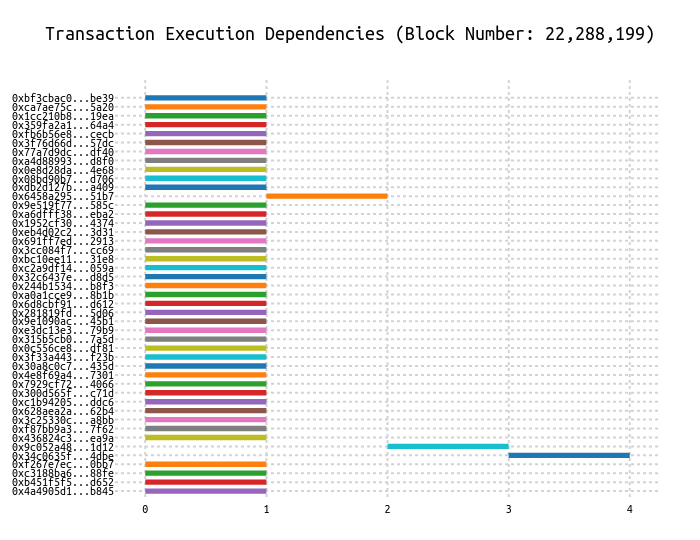 Transaction Execution Dependencies (Block Number: 22,288,199)
0xbf3cbac0...be39
0xca7ae75c...5a20
0x1cc210b8...19ea
0x359fa2a1...64a4
0xfb6b56e8...cecb
0x3f76d66d...57dc
0x77a7d9dc...df40
0xa4d88993...d8f0
0x0e8d28da...4e68
0x08bd90b7...d706
0xdb2d127b...a409
0x6458a295...51b7
0x9e519f77...585c
0xa6dfff38...eba2
0x1952cf30...4374
0xeb4d02c2...3d31
0x691ff7ed...2913
0x3cc084f7...cc69
0xbc10ee11...31e8
0xc2a9df14...059a
0x32c6437e...d8d5
0x244b1534...b8f3
0xa0a1cce9...8b1b
0x6d8cbf91...d612
0x281819fd...5d06
0x9e1090ac...45b1
0xe3dc13e3...79b9
0x315b5cb0...7a5d
0x0c556ce8...df81
0x3f33a443...f23b
0x30a8c0c7...435d
0x4e8f69a4...7301
0x7929cf72...4066
0x300d565f...c71d
0xc1b94205...ddc6
0x628aea2a...62b4
0x3c25330c...a8bb
0xf87bb9a3...7f62
0x436824c3...ea9a
0x9c052a48...1d12
0x34c0635f...4dbe
0xf267e7ec...0bb7
0xc3188ba6...88fe
0xb451f5f5...d652
0x4a4905d1...b845
0 1 2 3 4